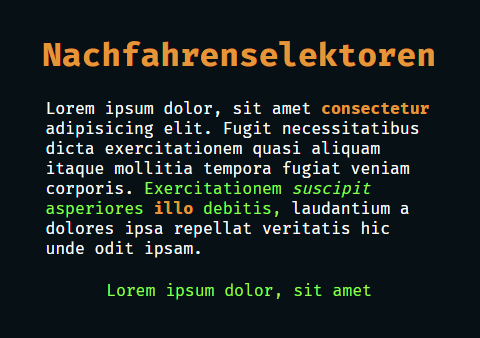 Nachfahrenselektoren
Lorem ipsum dolor, sit amet consectetur
adipisicing elit. Fugit necessitatibus
dicta exercitationem quasi aliquam
itaque mollitia tempora fugiat veniam
corporis. Exercitationem suscipit
asperiores illo debitis, laudantium a
dolores ipsa repellat veritatis hic
unde odit ipsam.
Lorem ipsum dolor, sit amet